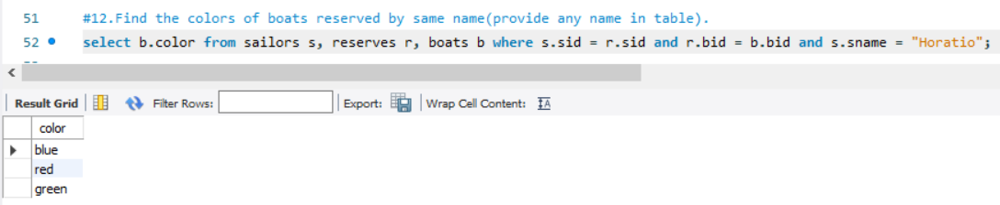 51 #12.Find the colors of boats reserved by same name(provide any name in table).
52 select b.color from sailors s, reserves r, boats b where s.sid = r.sid and r.bid = b.bid and s.sname = "Horatio";
Result Grid Filter Rows: Export: Wrap Cell Content: IA
color
blue
red
green